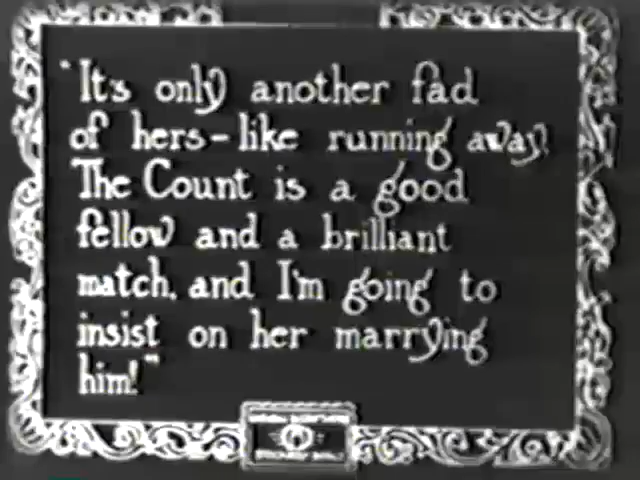 "It's only another fad
of hers-like running away.
The Count is a good
fellow and a brilliant
match, and I'm going to
insist on her marrying
him!"